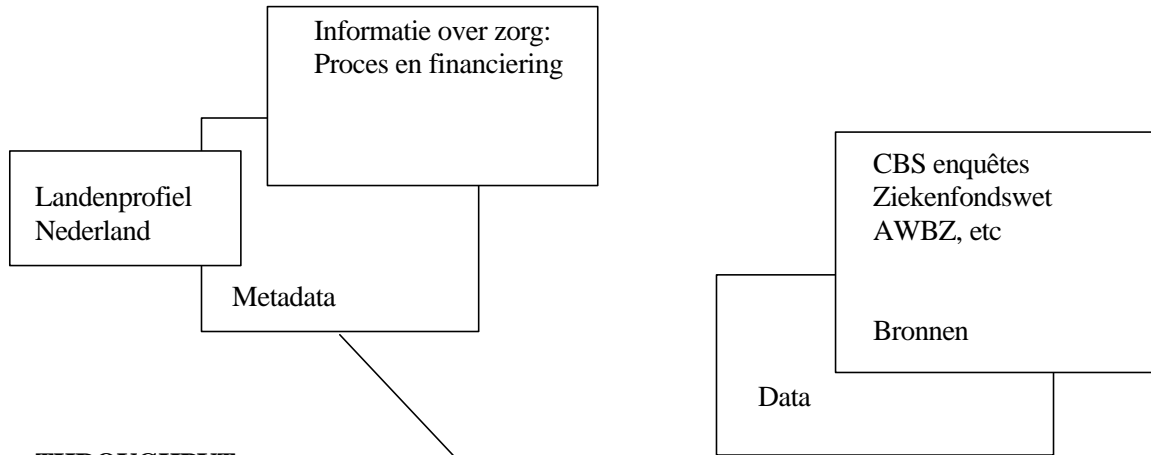 Informatie over zorg:
Proces en financiering
Landenprofiel
Nederland
Metadata
CBS enquêtes
Ziekenfondswet
AWBZ, etc
Bronnen
Data